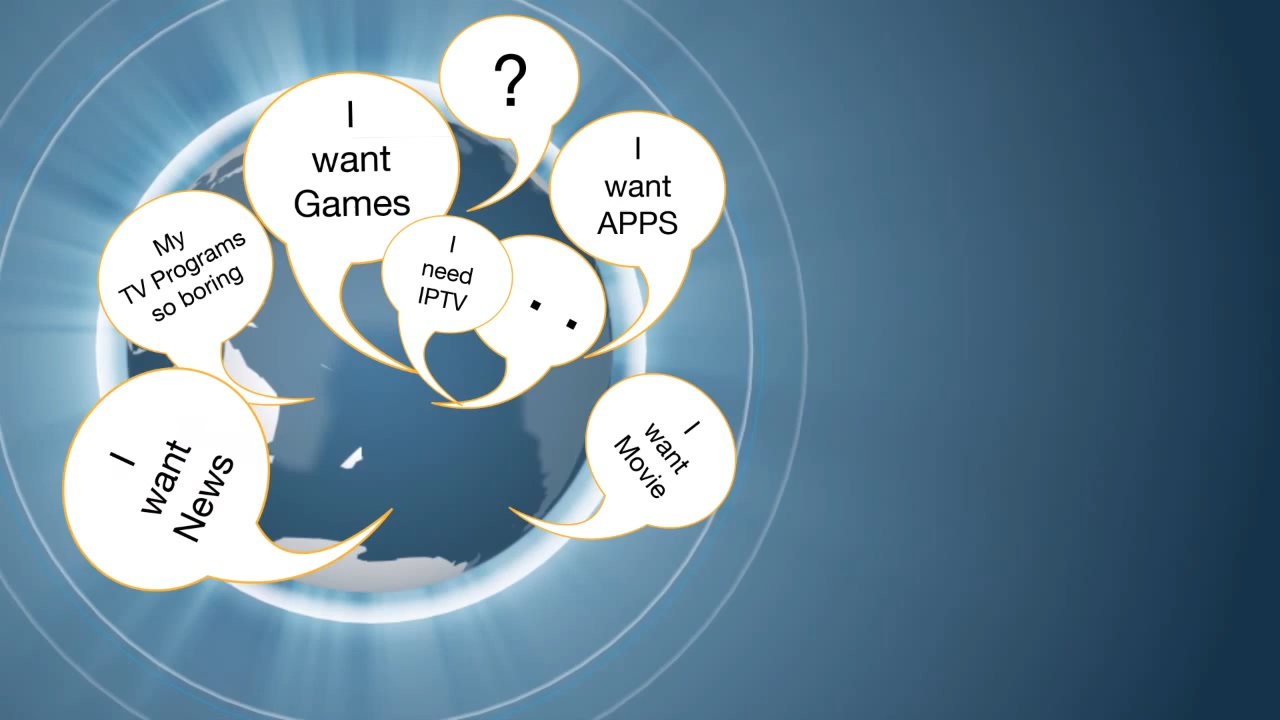 ?
I
want
Games
I
want
APPS
My
TV Programs
so boring
I
need
IPTV
. .
I
want
News
I
want
Movie